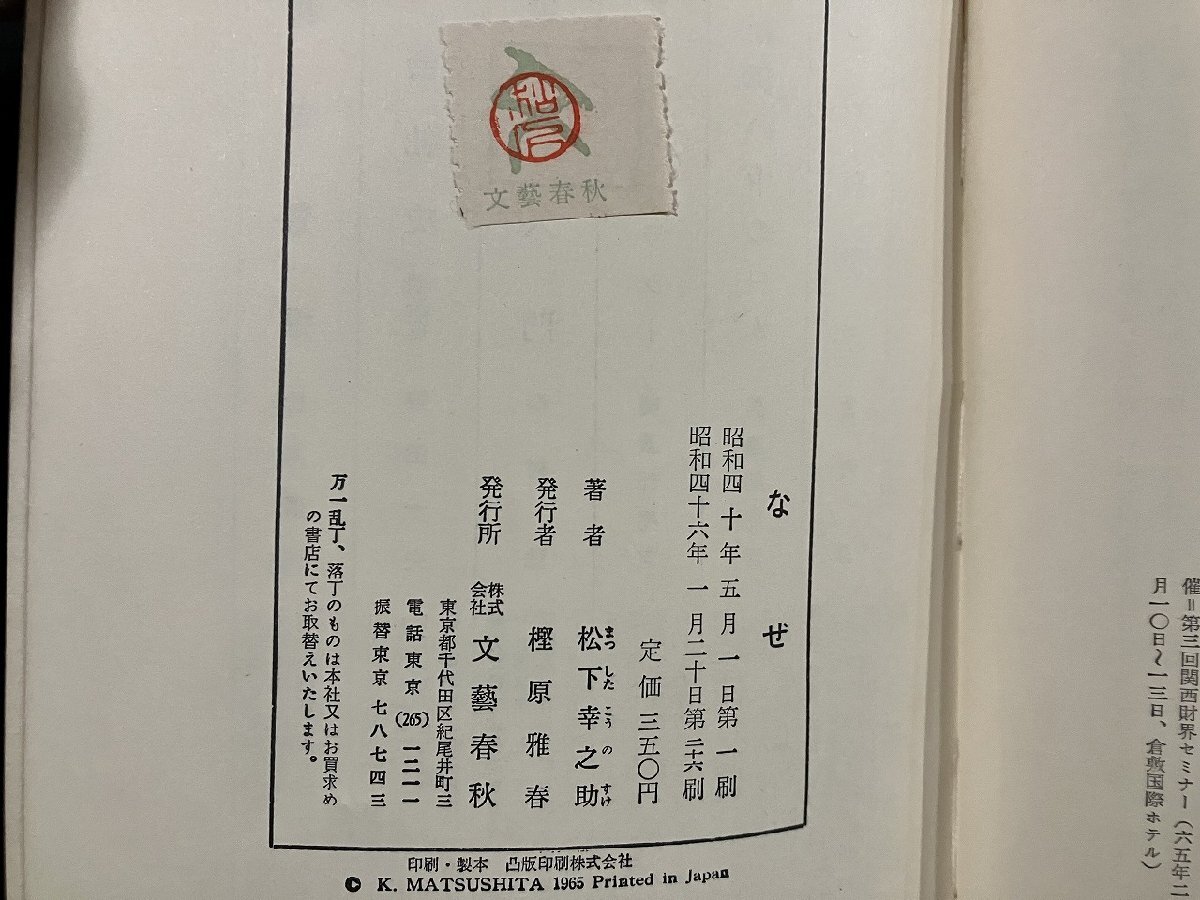 催=第三回関西財界セミナー(六五年二
月一〇日〜一三日、倉敷国際ホテル)
文藝春秋
なぜ
昭和四十年五月一日第一刷
昭和四十六年一月二十日第二十六刷
定価三五〇円
著者 松下幸之助
まつしたこうのすけ
発行者 樫原雅春
発行所 株式会社 文藝春秋
東京都千代田区紀尾井町三
電話東京(265)一二一一
振替東京七八七四三
万一乱丁、落丁のものは本社又はお買求め
の書店にてお取替えいたします。
印刷・製本 凸版印刷株式会社
© K. MATSUSHITA 1965 Printed in Japan